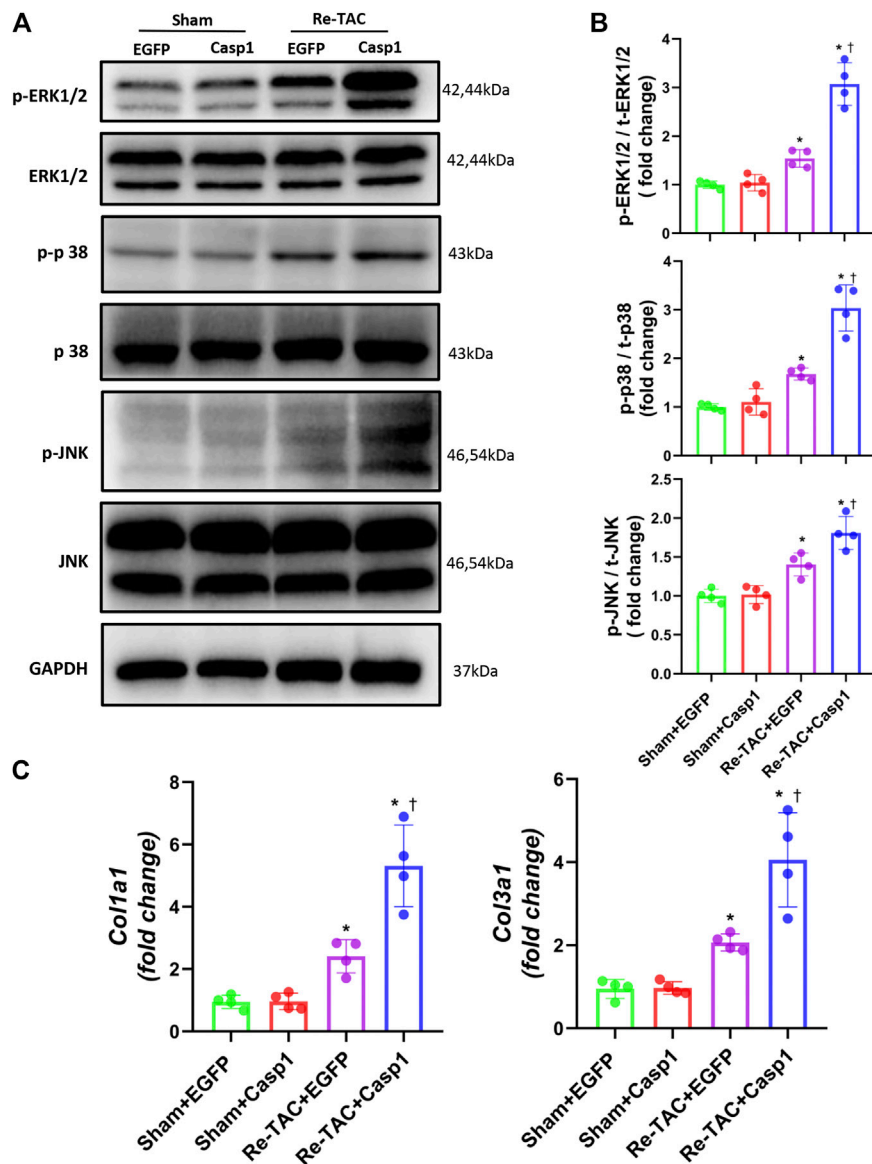 A
Sham
Re-TAC
EGFP
Casp1
EGFP
Casp1
p-ERK1/2
42,44kDa
ERK1/2
42,44kDa
p-p 38
43kDa
p 38
43kDa
p-JNK
46,54kDa
JNK
46,54kDa
GAPDH
37kDa
B
p-ERK1/2 / t-ERK1/2
( fold change)
4
3
2
1
0
*
* †
p-p38 / t-p38
(fold change)
4
3
2
1
0
*
* †
p-JNK / t-JNK
( fold change)
2.5
2.0
1.5
1.0
0.5
0.0
*
* †
Sham+EGFP
Sham+Casp1
Re-TAC+EGFP
Re-TAC+Casp1
C
Col1a1
(fold change)
8
6
4
2
0
*
* †
Sham+EGFP
Sham+Casp1
Re-TAC+EGFP
Re-TAC+Casp1
Col3a1
(fold change)
6
4
2
0
*
* †
Sham+EGFP
Sham+Casp1
Re-TAC+EGFP
Re-TAC+Casp1